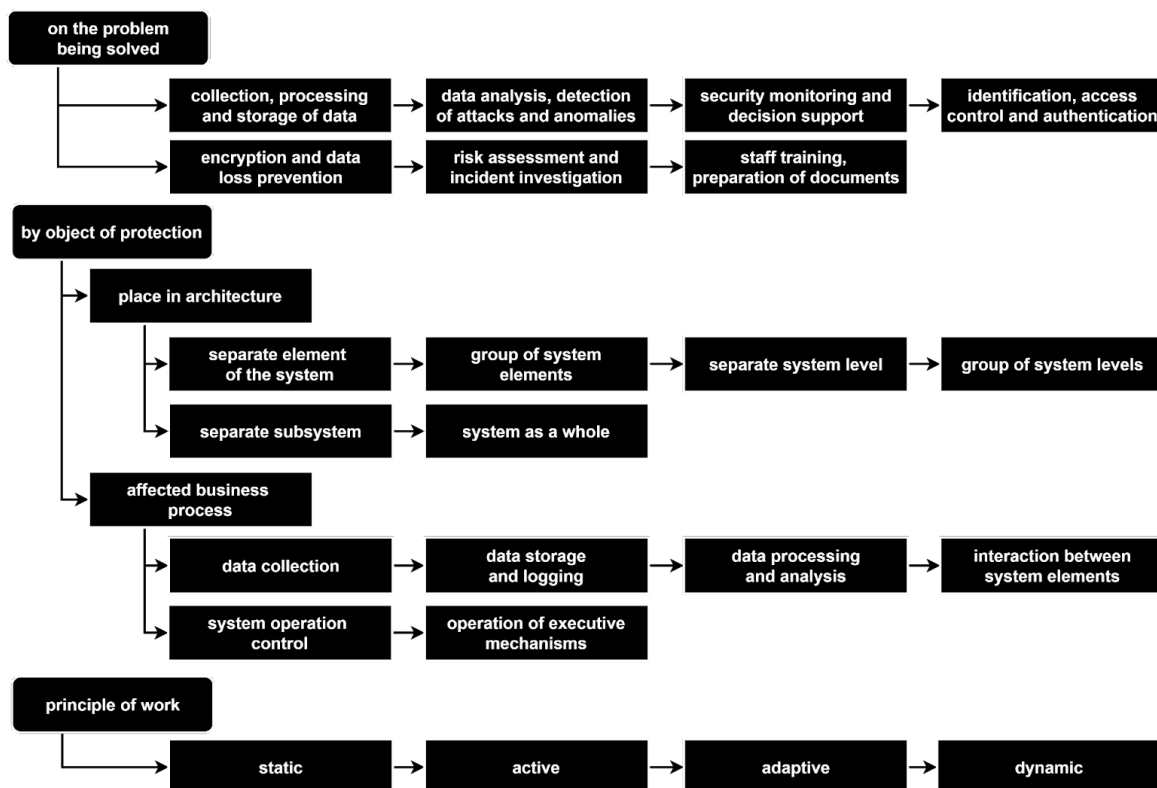 on the problem
being solved
collection, processing
and storage of data
data analysis, detection
of attacks and anomalies
security monitoring and
decision support
identification, access
control and authentication
encryption and data
loss prevention
risk assessment and
incident investigation
staff training,
preparation of documents
by object of protection
place in architecture
separate element
of the system
group of system
elements
separate system level
group of system levels
separate subsystem
system as a whole
affected business
process
data collection
data storage
and logging
data processing
and analysis
interaction between
system elements
system operation
control
operation of executive
mechanisms
principle of work
static
active
adaptive
dynamic